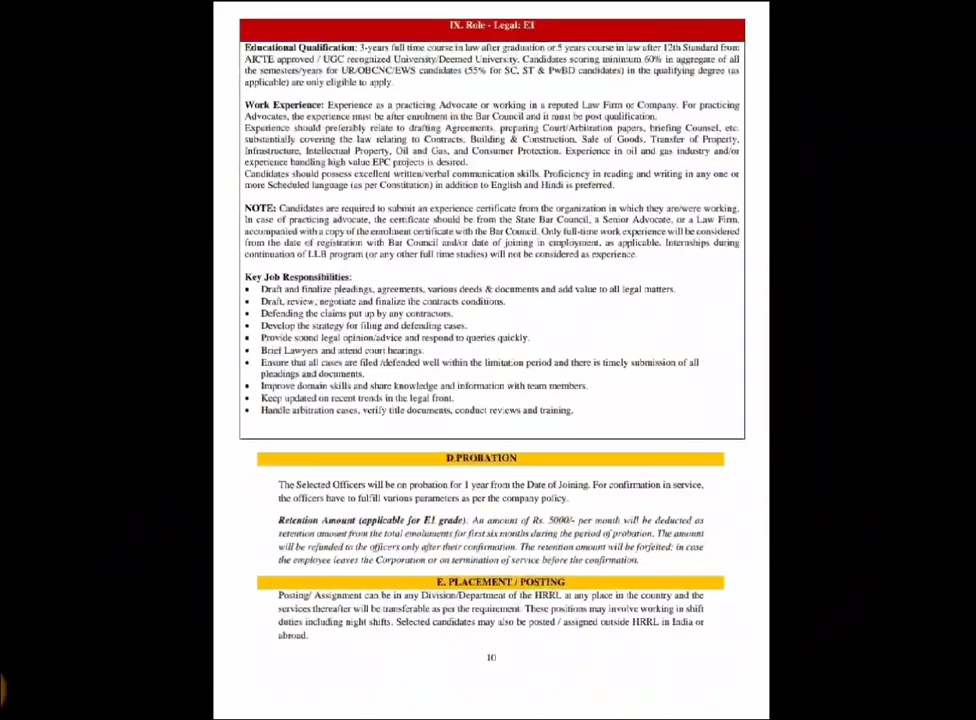 IX. Role - Legal: E1
Educational Qualification: 3-years full time course in law after graduation or 5 years course in law after 12th Standard from
AICTE approved / UGC recognized University/Deemed University. Candidates scoring minimum 60% in aggregate of all
the semesters/years for UR/OBCNC/EWS candidates (55% for SC, ST & PwBD candidates) in the qualifying degree (as
applicable) are only eligible to apply.
Work Experience: Experience as a practicing Advocate or working in a reputed Law Firm or Company. For practicing
Advocates, the experience must be after enrolment in the Bar Council and it must be post qualification.
Experience should preferably relate to drafting Agreements, preparing Court/Arbitration papers, briefing Counsel, etc.
substantially covering the law relating to Contracts, Building & Construction, Sale of Goods, Transfer of Property,
Infrastructure, Intellectual Property, Oil and Gas, and Consumer Protection. Experience in oil and gas industry and/or
experience handling high value EPC projects is desired.
Candidates should possess excellent written/verbal communication skills. Proficiency in reading and writing in any one or
more Scheduled language (as per Constitution) in addition to English and Hindi is preferred.
NOTE: Candidates are required to submit an experience certificate from the organization in which they are/were working.
In case of practicing advocate, the certificate should be from the State Bar Council, a Senior Advocate, or a Law Firm,
accompanied with a copy of the enrolment certificate with the Bar Council. Only full-time work experience will be considered
from the date of registration with Bar Council and/or date of joining in employment, as applicable. Internships during
continuation of LLB program (or any other full time studies) will not be considered as experience.
Key Job Responsibilities:
• Draft and finalize pleadings, agreements, various deeds & documents and add value to all legal matters.
• Draft, review, negotiate and finalize the contracts conditions.
• Defending the claims put up by any contractors.
• Develop the strategy for filing and defending cases.
• Provide sound legal opinion/advice and respond to queries quickly.
• Brief Lawyers and attend court hearings.
• Ensure that all cases are filed /defended well within the limitation period and there is timely submission of all
pleadings and documents.
• Improve domain skills and share knowledge and information with team members.
• Keep updated on recent trends in the legal front.
• Handle arbitration cases, verify title documents, conduct reviews and training.
D.PROBATION
The Selected Officers will be on probation for 1 year from the Date of Joining. For confirmation in service,
the officers have to fulfill various parameters as per the company policy.
Retention Amount (applicable for E1 grade): An amount of Rs. 5000/- per month will be deducted as
retention amount from the total emoluments for first six months during the period of probation. The amount
will be refunded to the officers only after their confirmation. The retention amount will be forfeited; in case
the employee leaves the Corporation or on termination of service before the confirmation.
E. PLACEMENT / POSTING
Posting/ Assignment can be in any Division/Department of the HRRL at any place in the country and the
services thereafter will be transferable as per the requirement. These positions may involve working in shift
duties including night shifts. Selected candidates may also be posted / assigned outside HRRL in India or
abroad.
10